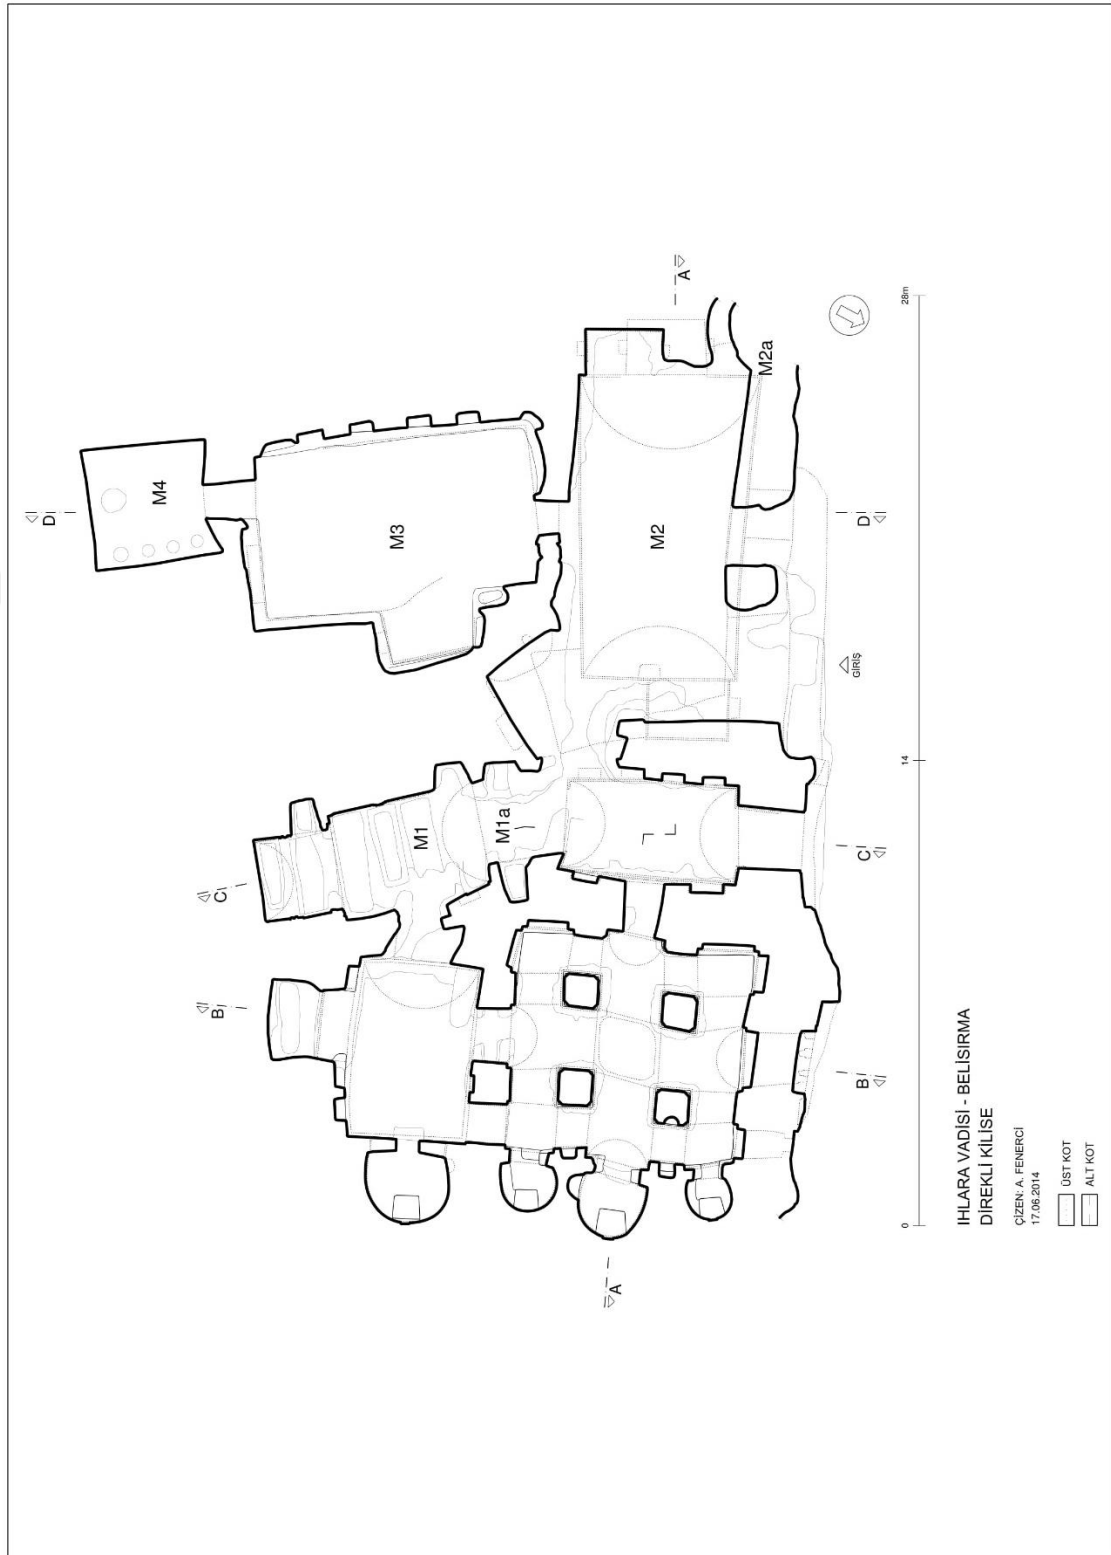 M4
D
D
M3
M2
M2a
A
GİRİŞ
M1
M1a
C
C
B
B
A
0
14
28m
IHLARA VADİSİ - BELİSIRMA
DİREKLİ KİLİSE
ÇİZEN: A. FENERCİ
17.06.2014
ÜST KOT
ALT KOT